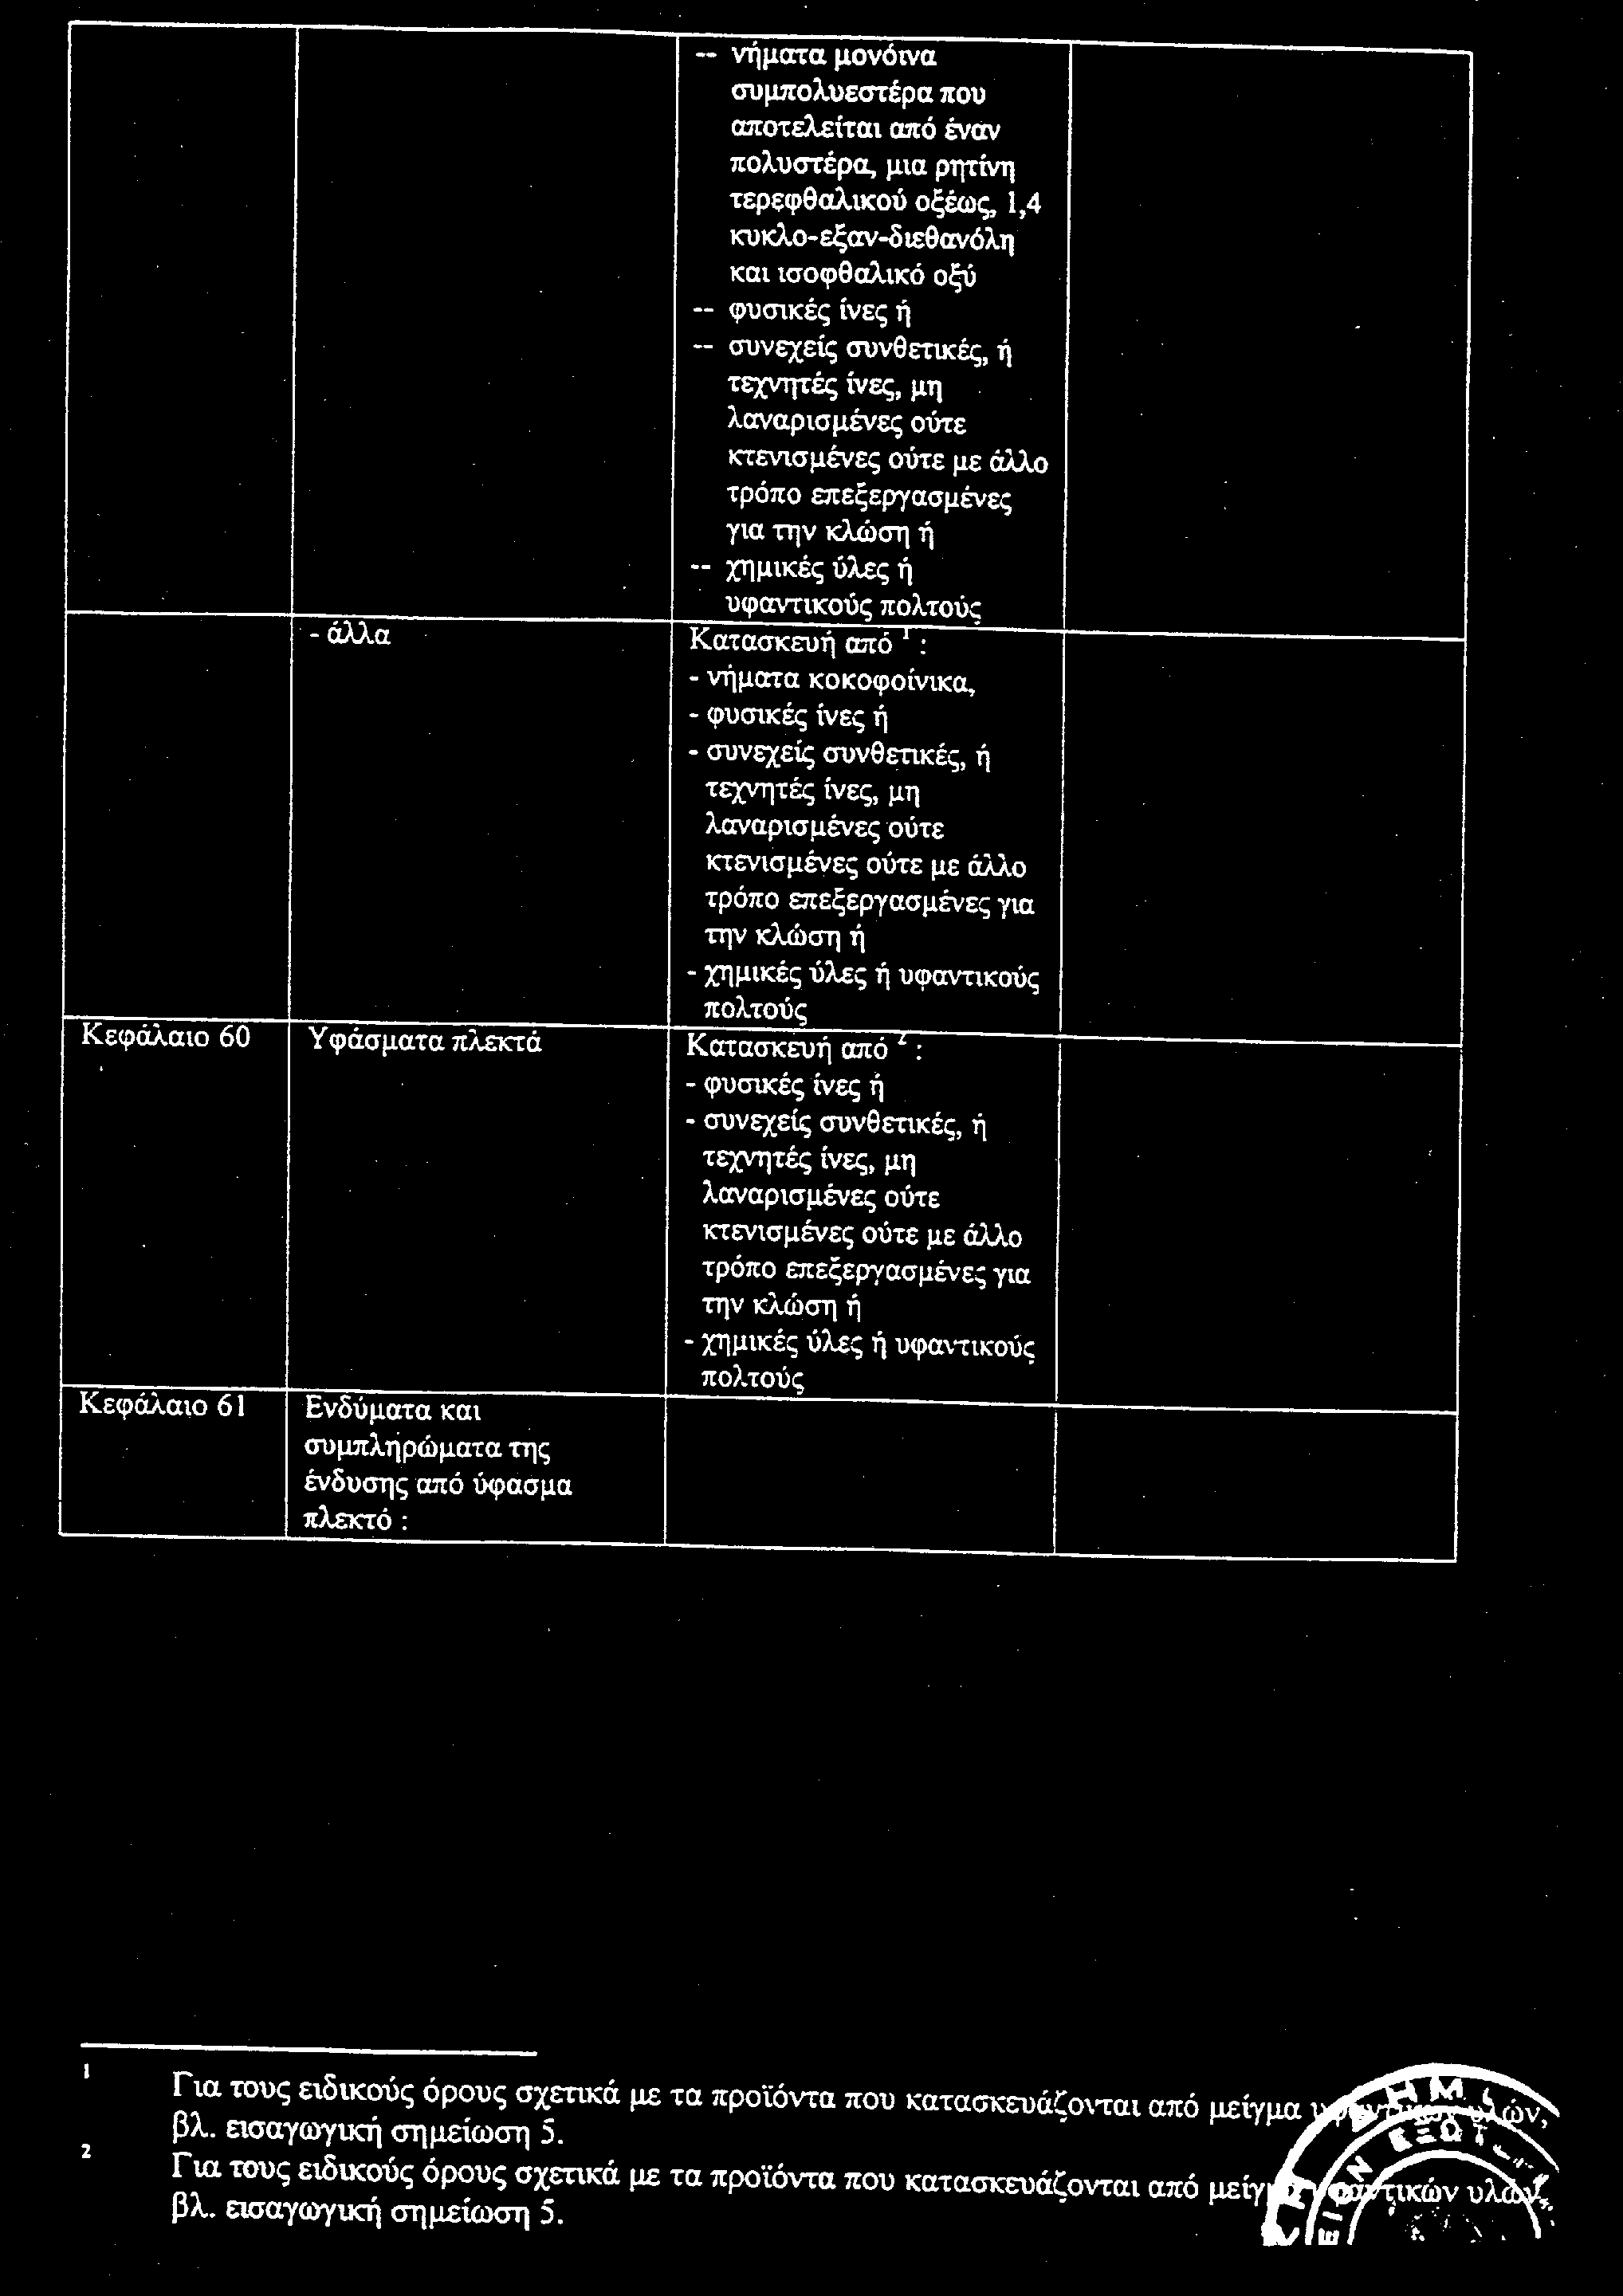 -- νήματα μονόινα
συμπολυεστέρα που
αποτελείται από έναν
πολυστέρα, μια ρητίνη
τερεφθαλικού οξέως, 1,4
κυκλο-εξαν-διεθανόλη
και ισοφθαλικό οξύ
-- φυσικές ίνες ή
-- συνεχείς συνθετικές, ή
τεχνητές ίνες, μη
λαναρισμένες ούτε
κτενισμένες ούτε με άλλο
τρόπο επεξεργασμένες
για την κλώση ή
-- χημικές ύλες ή
υφαντικούς πολτούς
- άλλα
Κατασκευή από 1 :
- νήματα κοκοφοίνικα,
- φυσικές ίνες ή
- συνεχείς συνθετικές, ή
τεχνητές ίνες, μη
λαναρισμένες ούτε
κτενισμένες ούτε με άλλο
τρόπο επεξεργασμένες για
την κλώση ή
- χημικές ύλες ή υφαντικούς
πολτούς
Κεφάλαιο 60
Υφάσματα πλεκτά
Κατασκευή από 2 :
- φυσικές ίνες ή
- συνεχείς συνθετικές, ή
τεχνητές ίνες, μη
λαναρισμένες ούτε
κτενισμένες ούτε με άλλο
τρόπο επεξεργασμένες για
την κλώση ή
- χημικές ύλες ή υφαντικούς
πολτούς
Κεφάλαιο 61
Ενδύματα και
συμπληρώματα της
ένδυσης από ύφασμα
πλεκτό :
1 Για τους ειδικούς όρους σχετικά με τα προϊόντα που κατασκευάζονται από μείγμα υφαντικών υλών,
βλ. εισαγωγική σημείωση 5.
2 Για τους ειδικούς όρους σχετικά με τα προϊόντα που κατασκευάζονται από μείγμα υφαντικών υλών,
βλ. εισαγωγική σημείωση 5.